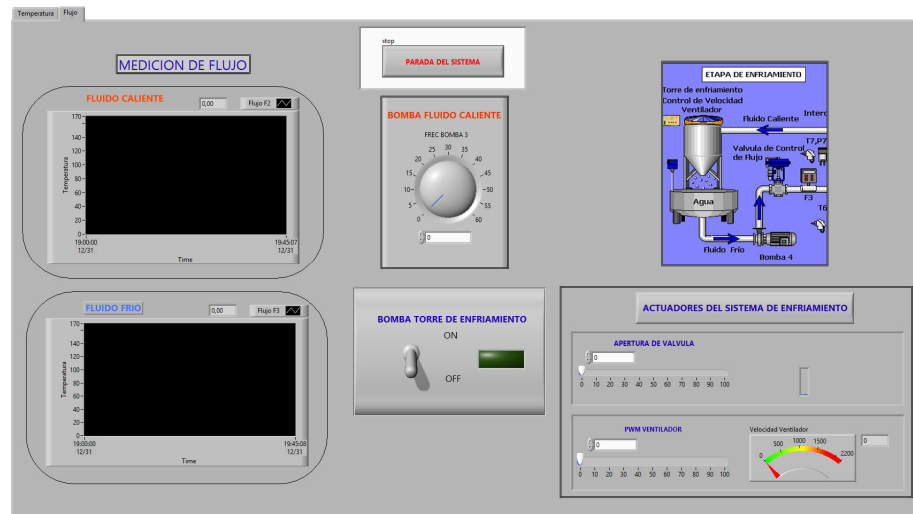 Temperatura
Flujo
MEDICION DE FLUJO
FLUIDO CALIENTE
0,00
Flujo F2
170
140
120
100
80
60
40
20
0
Temperatura
19:00:00
12/31
19:45:07
12/31
Time
FLUIDO FRIO
0,00
Flujo F3
170
140
120
100
80
60
40
20
0
Temperatura
19:00:00
12/31
19:45:08
12/31
Time
stop
PARADA DEL SISTEMA
BOMBA FLUIDO CALIENTE
FREC BOMBA 3
0 5 10 15 20 25 30 35 40 45 50 55 60
0
BOMBA TORRE DE ENFRIAMIENTO
ON
OFF
ETAPA DE ENFRIAMIENTO
Torre de enfriamiento
Control de Velocidad
Ventilador
Interc
Fluido Caliente
T7,P7
Valvula de Control
de Flujo
Agua
F3
T6
Fluido Frio
Bomba 4
ACTUADORES DEL SISTEMA DE ENFRIAMIENTO
APERTURA DE VALVULA
0
0 10 20 30 40 50 60 70 80 90 100
PWM VENTILADOR
0
0 10 20 30 40 50 60 70 80 90 100
Velocidad Ventilador
0 500 1000 1500 2200
0